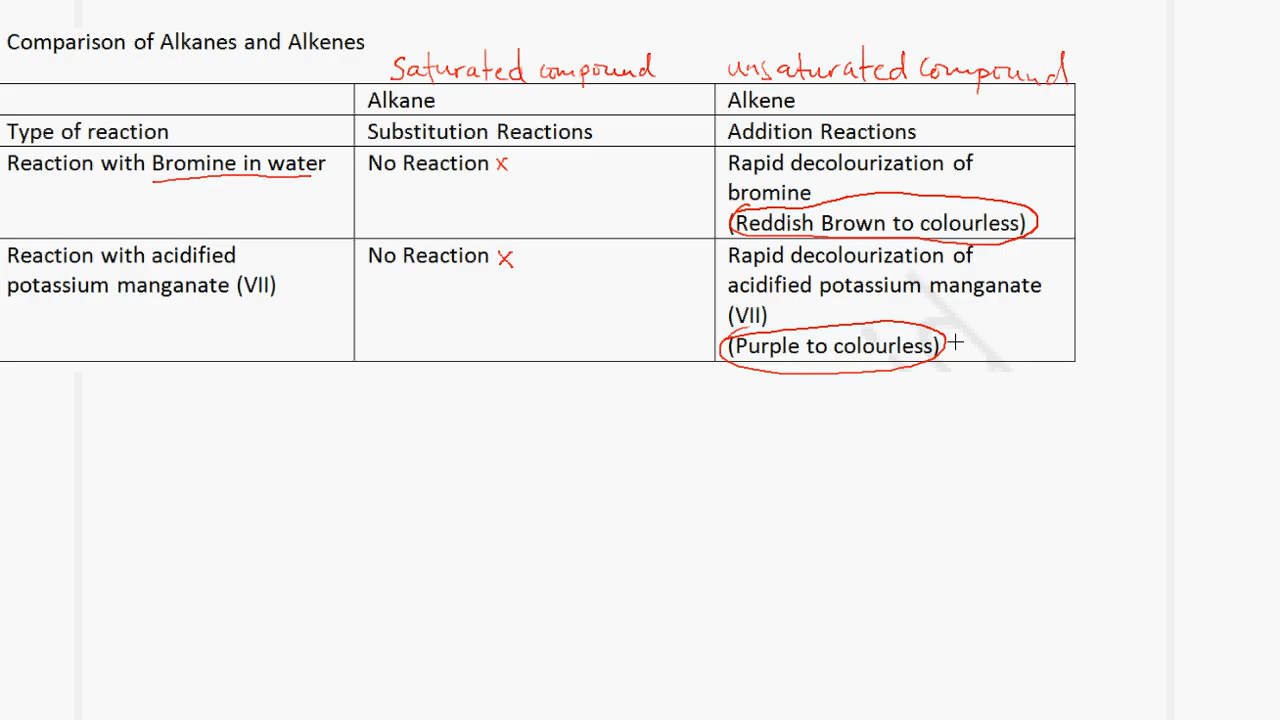 Comparison of Alkanes and Alkenes
Saturated compound
unsaturated Compound
Alkane
Alkene
Type of reaction
Substitution Reactions
Addition Reactions
Reaction with Bromine in water
No Reaction x
Rapid decolourization of
bromine
(Reddish Brown to colourless)
Reaction with acidified
potassium manganate (VII)
No Reaction x
Rapid decolourization of
acidified potassium manganate
(VII)
(Purple to colourless)